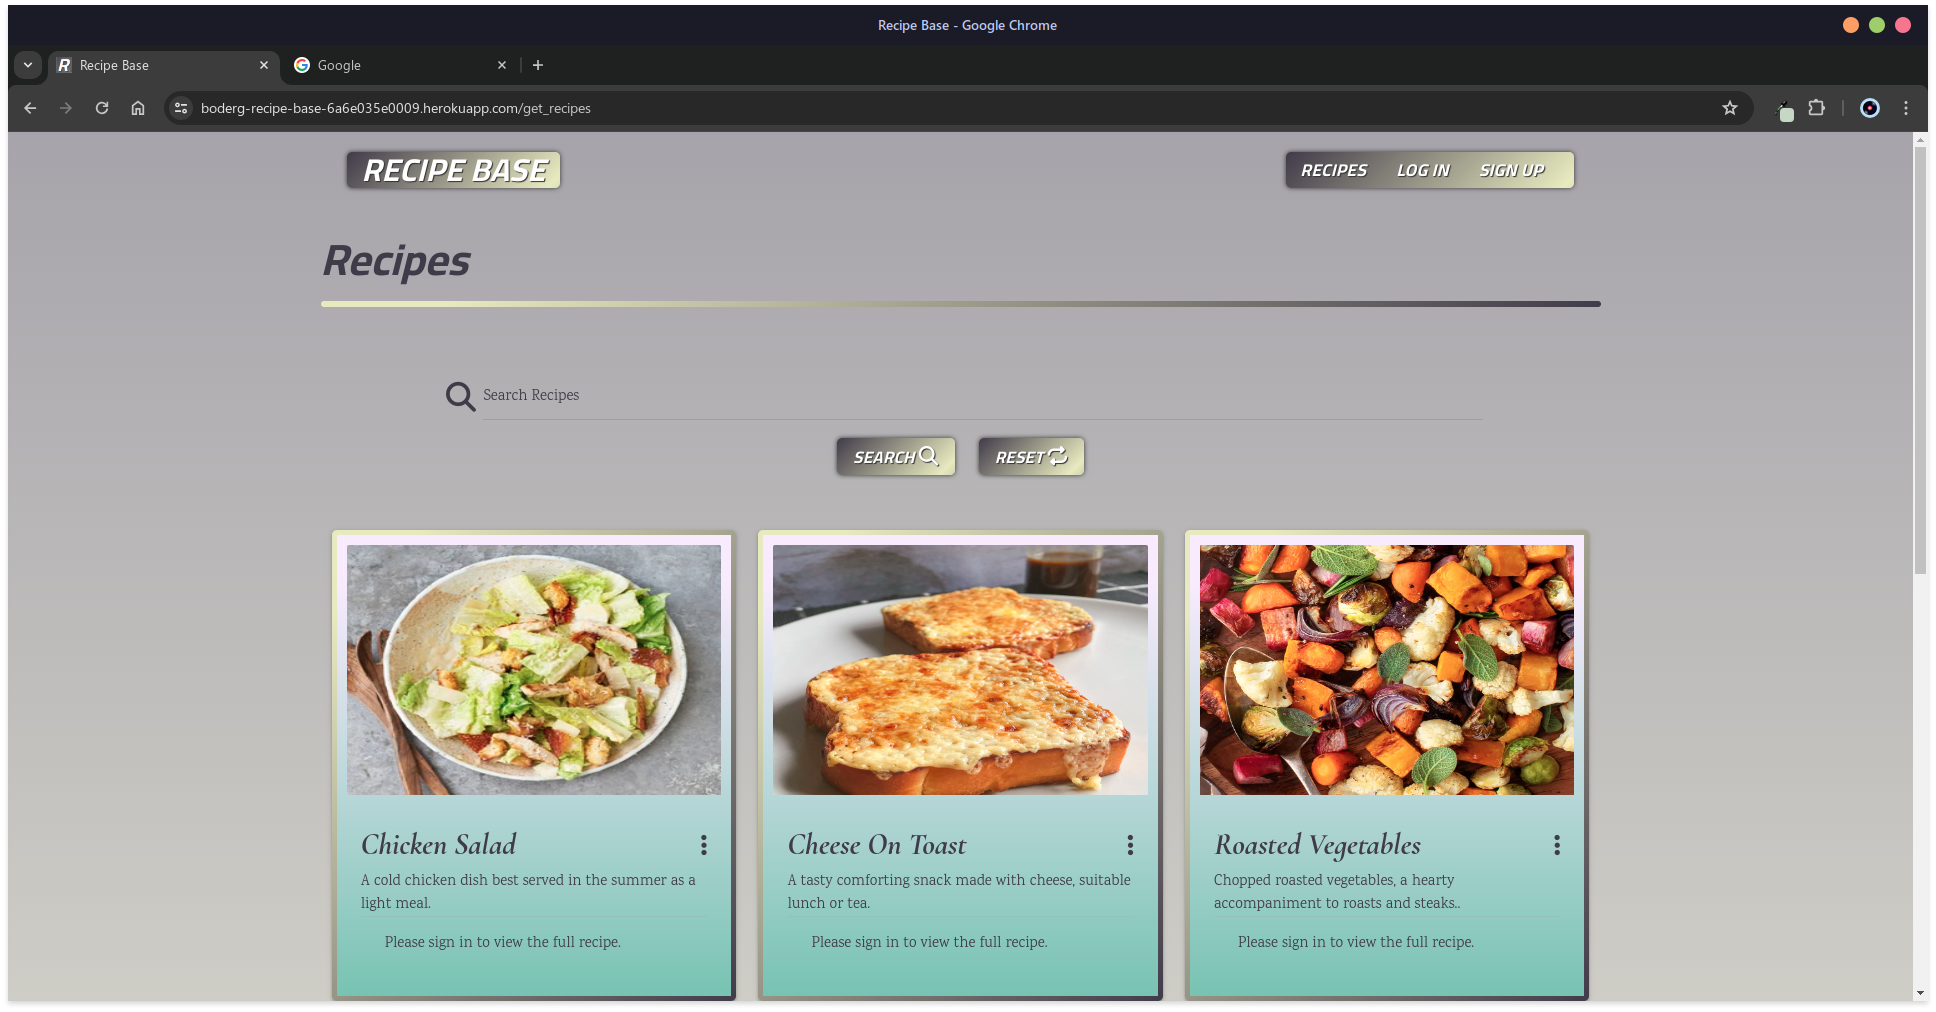 Recipe Base - Google Chrome
R Recipe Base
Google
boderg-recipe-base-6a6e035e0009.herokuapp.com/get_recipes
RECIPE BASE
RECIPES LOG IN SIGN UP
Recipes
Search Recipes
SEARCH RESET
Chicken Salad
A cold chicken dish best served in the summer as a
light meal.
Please sign in to view the full recipe.
Cheese On Toast
A tasty comforting snack made with cheese, suitable
lunch or tea.
Please sign in to view the full recipe.
Roasted Vegetables
Chopped roasted vegetables, a hearty
accompaniment to roasts and steaks..
Please sign in to view the full recipe.